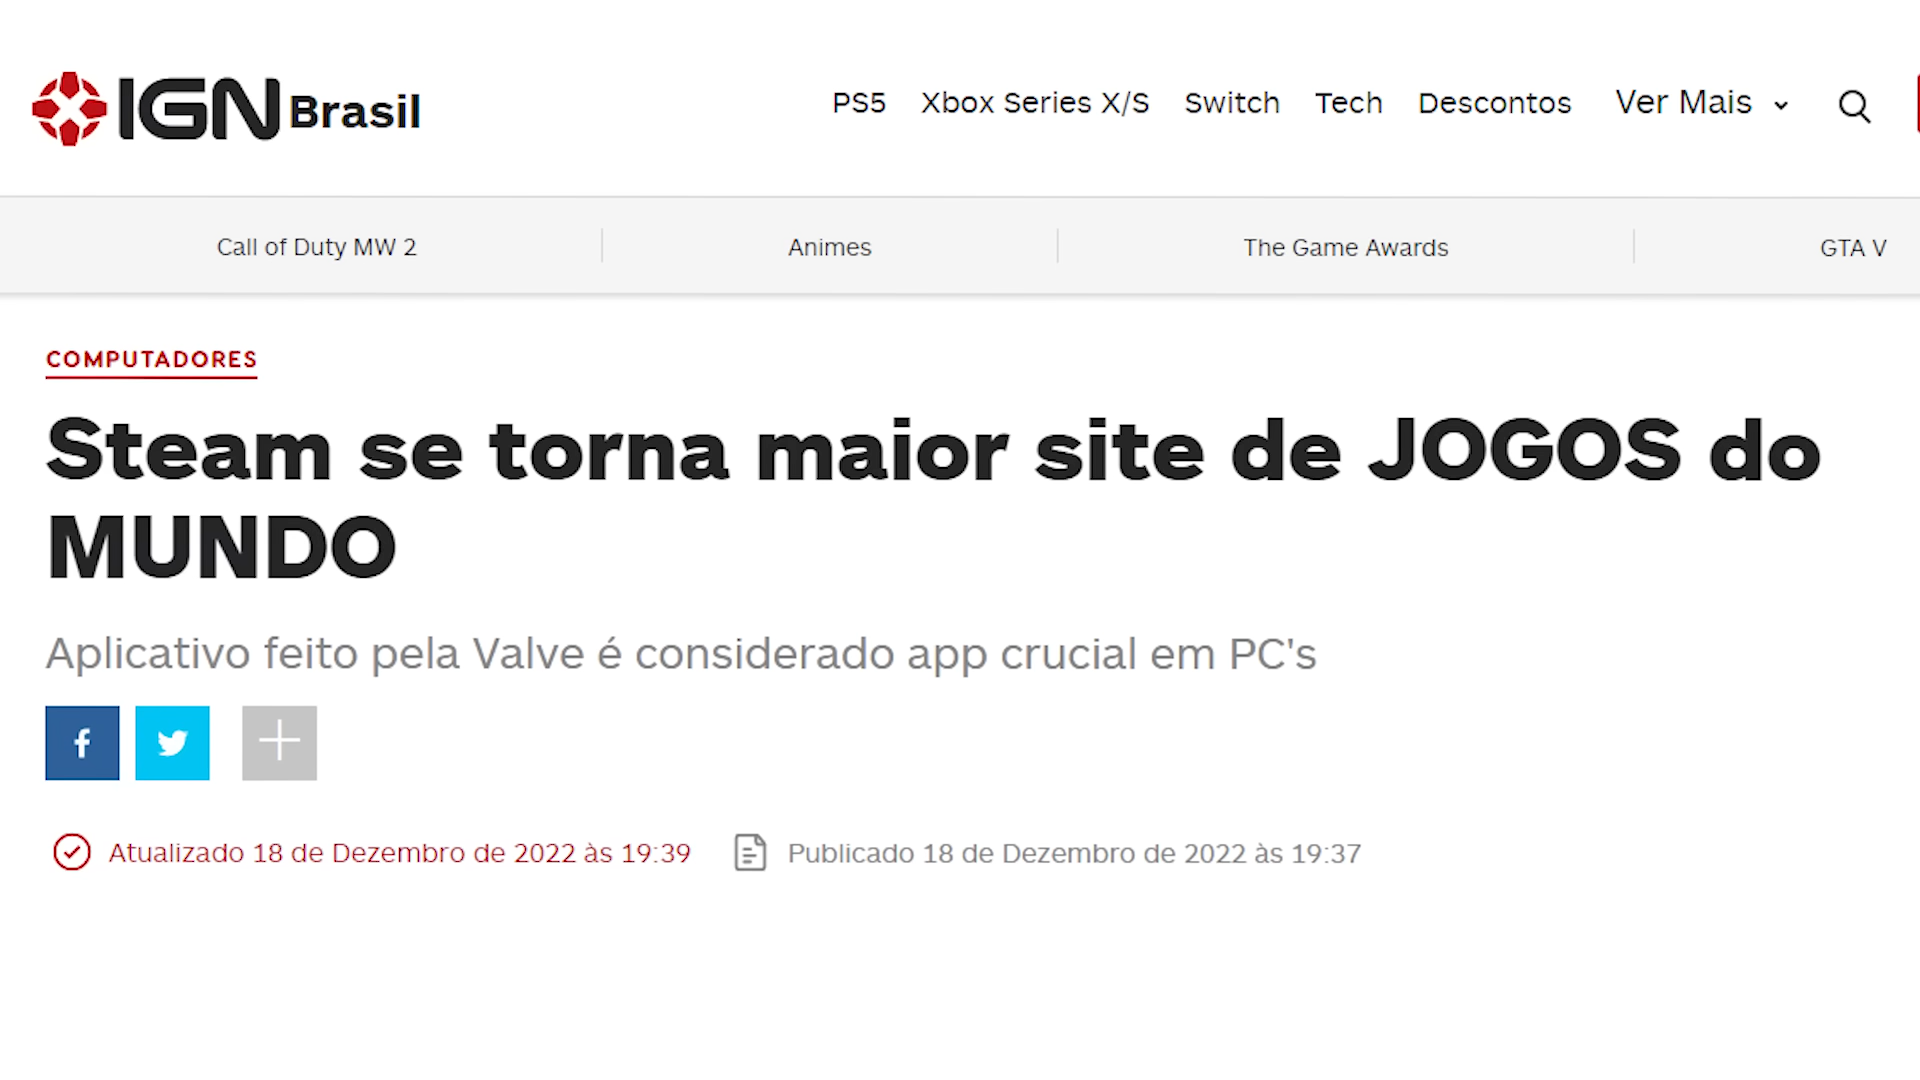 IGN Brasil
PS5 Xbox Series X/S Switch Tech Descontos Ver Mais
Call of Duty MW 2 Animes The Game Awards GTA V
COMPUTADORES
Steam se torna maior site de JOGOS do
MUNDO
Aplicativo feito pela Valve é considerado app crucial em PC's
Atualizado 18 de Dezembro de 2022 às 19:39 Publicado 18 de Dezembro de 2022 às 19:37